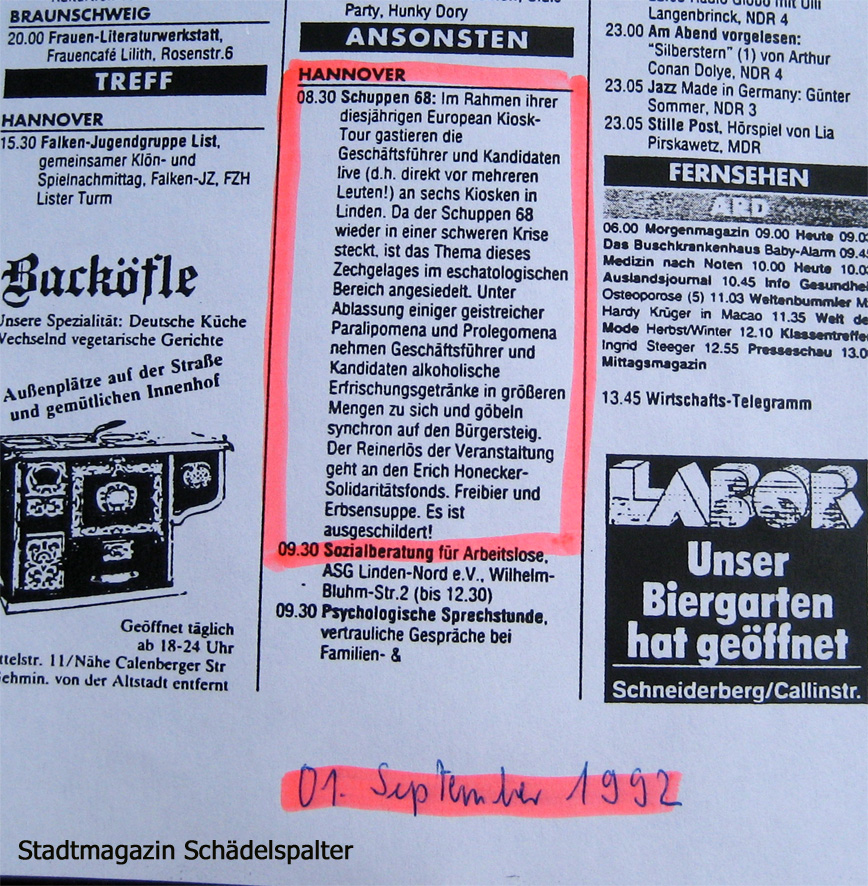 BRAUNSCHWEIG
20.00 Frauen-Literaturwerkstatt,
Frauencafé Lilith, Rosenstr.6
TREFF
HANNOVER
15.30 Falken-Jugendgruppe List,
gemeinsamer Klön- und
Spielnachmittag, Falken-JZ, FZH
Lister Turm
Backöfle
Unsere Spezialität: Deutsche Küche
Wechselnd vegetarische Gerichte
Außenplätze auf der Straße
und gemütlichen Innenhof
Geöffnet täglich
ab 18-24 Uhr
ttelstr. 11/Nähe Calenberger Str
Gehmin. von der Altstadt entfernt
Party, Hunky Dory
ANSONSTEN
HANNOVER
08.30 Schuppen 68: Im Rahmen ihrer
diesjährigen European Kiosk-
Tour gastieren die
Geschäftsführer und Kandidaten
live (d.h. direkt vor mehreren
Leuten!) an sechs Kiosken in
Linden. Da der Schuppen 68
wieder in einer schweren Krise
steckt, ist das Thema dieses
Zechgelages im eschatologischen
Bereich angesiedelt. Unter
Ablassung einiger geistreicher
Paralipomena und Prolegomena
nehmen Geschäftsführer und
Kandidaten alkoholische
Erfrischungsgetränke in größeren
Mengen zu sich und göbeln
synchron auf den Bürgersteig.
Der Reinerlös der Veranstaltung
geht an den Erich Honecker-
Solidaritätsfonds. Freibier und
Erbsensuppe. Es ist
ausgeschildert!
09.30 Sozialberatung für Arbeitslose,
ASG Linden-Nord e.V., Wilhelm-
Bluhm-Str.2 (bis 12.30)
09.30 Psychologische Sprechstunde,
vertrauliche Gespräche bei
Familien- &
Langenbrinck, NDR 4
23.00 Am Abend vorgelesen:
"Silberstern" (1) von Arthur
Conan Dolye, NDR 4
23.05 Jazz Made in Germany: Günter
Sommer, NDR 3
23.05 Stille Post, Hörspiel von Lia
Pirskawetz, MDR
FERNSEHEN
ARD
06.00 Morgenmagazin 09.00 Heute 09.03
Das Buschkrankenhaus Baby-Alarm 09.45
Medizin nach Noten 10.00 Heute 10.03
Auslandsjournal 10.45 Info Gesundhei
Osteoporose (5) 11.03 Weltenbummler M
Hardy Krüger in Macao 11.35 Welt de
Mode Herbst/Winter 12.10 Klassentreffe
Ingrid Steeger 12.55 Presseschau 13.0
Mittagsmagazin
13.45 Wirtschafts-Telegramm
LABOR
Unser
Biergarten
hat geöffnet
Schneiderberg/Callinstr.
01. September 1992
Stadtmagazin Schädelspalter